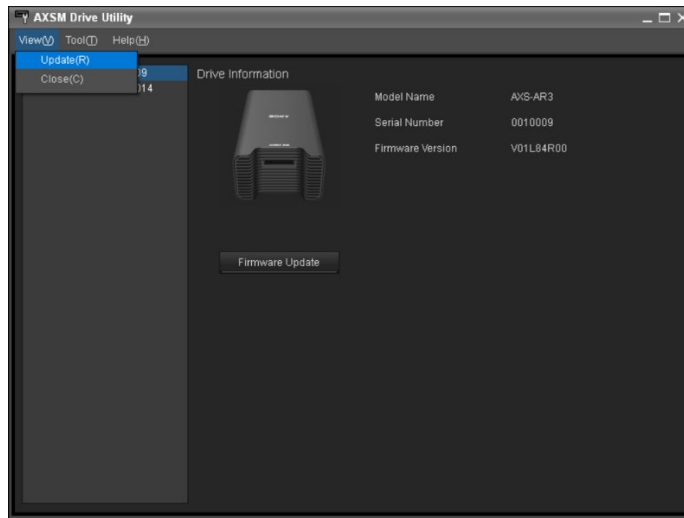 AXSM Drive Utility
View(V) Tool(T) Help(H)
Update(R)
Close(C)
09
014
Drive Information
SONY
Model Name AXS-AR3
Serial Number 0010009
Firmware Version V01L84R00
Firmware Update